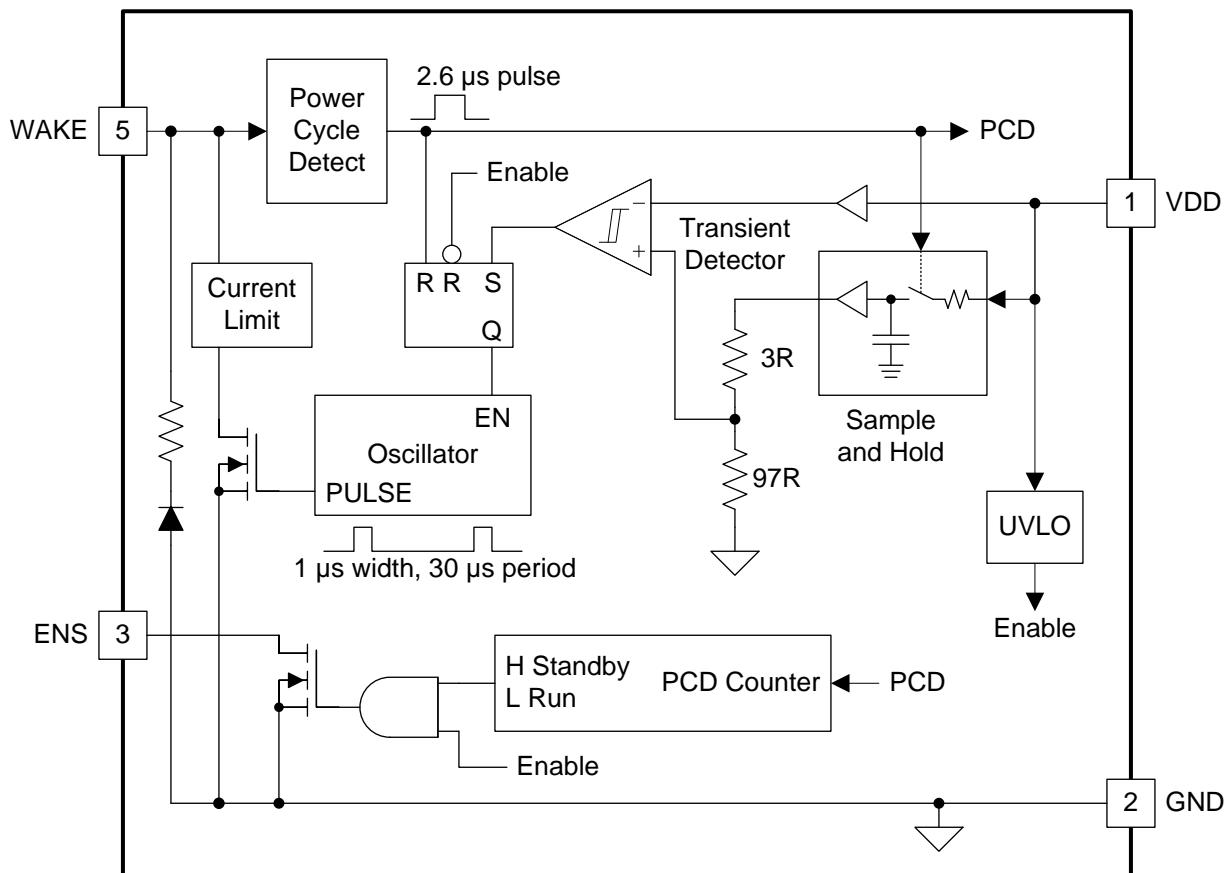 2.6 µs pulse
Power
Cycle
Detect
WAKE
5
PCD
Enable
1
VDD
Transient
Detector
−
+
R R S
Q
Current
Limit
3R
Sample
and Hold
EN
Oscillator
PULSE
97R
UVLO
1 µs width, 30 µs period
Enable
ENS
3
H Standby
L Run
PCD Counter
PCD
Enable
2
GND